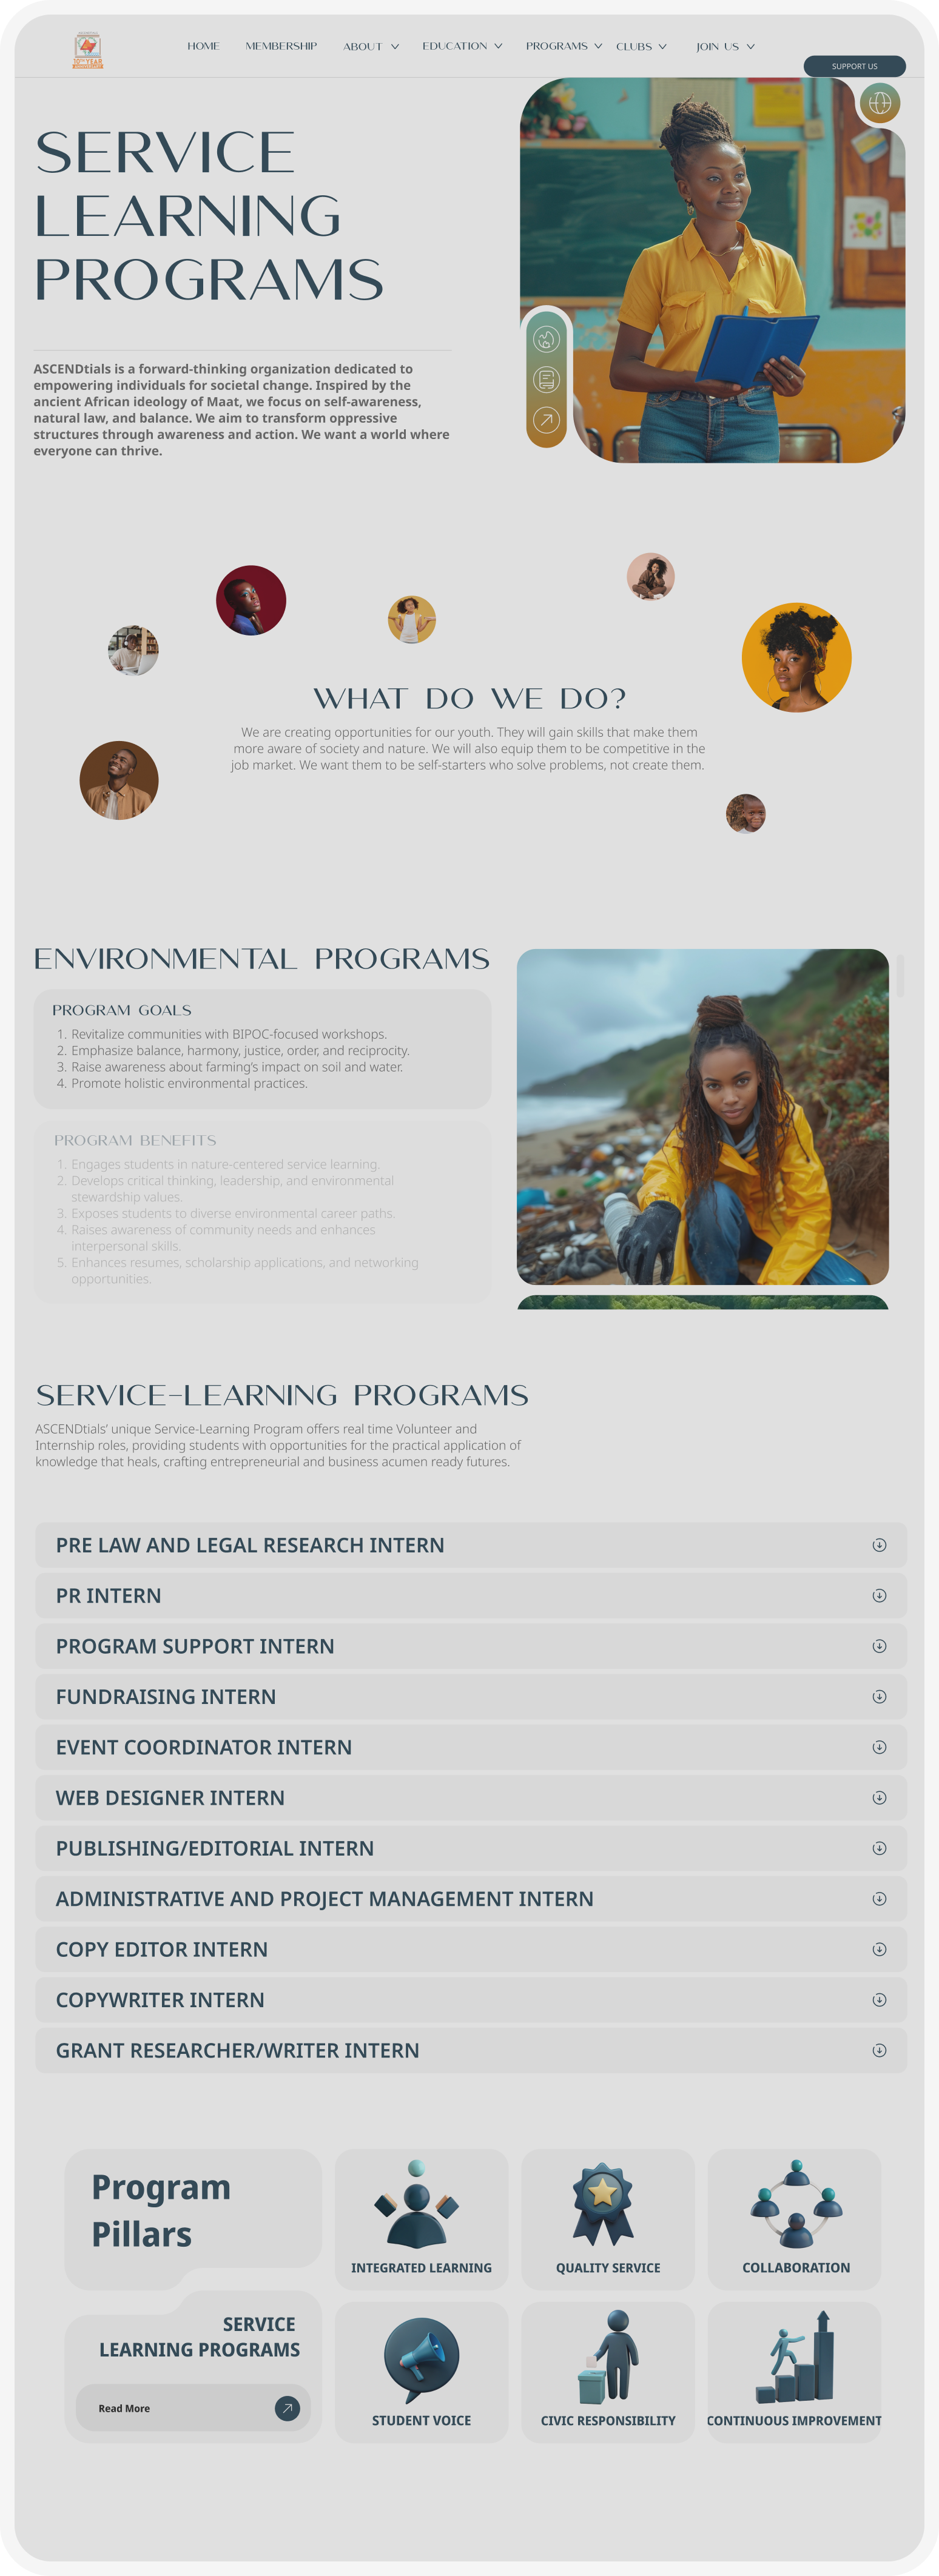 10TH YEAR
ANNIVERSARY
HOME MEMBERSHIP ABOUT EDUCATION PROGRAMS CLUBS JOIN US
SUPPORT US
SERVICE
LEARNING
PROGRAMS
ASCENDtials is a forward-thinking organization dedicated to
empowering individuals for societal change. Inspired by the
ancient African ideology of Maat, we focus on self-awareness,
natural law, and balance. We aim to transform oppressive
structures through awareness and action. We want a world where
everyone can thrive.
WHAT DO WE DO?
We are creating opportunities for our youth. They will gain skills that make them
more aware of society and nature. We will also equip them to be competitive in the
job market. We want them to be self-starters who solve problems, not create them.
ENVIRONMENTAL PROGRAMS
PROGRAM GOALS
1. Revitalize communities with BIPOC-focused workshops.
2. Emphasize balance, harmony, justice, order, and reciprocity.
3. Raise awareness about farming's impact on soil and water.
4. Promote holistic environmental practices.
PROGRAM BENEFITS
1. Engages students in nature-centered service learning.
2. Develops critical thinking, leadership, and environmental
stewardship values.
3. Exposes students to diverse environmental career paths.
4. Raises awareness of community needs and enhances
interpersonal skills.
5. Enhances resumes, scholarship applications, and networking
opportunities.
SERVICE-LEARNING PROGRAMS
ASCENDtials' unique Service-Learning Program offers real time Volunteer and
Internship roles, providing students with opportunities for the practical application of
knowledge that heals, crafting entrepreneurial and business acumen ready futures.
PRE LAW AND LEGAL RESEARCH INTERN
PR INTERN
PROGRAM SUPPORT INTERN
FUNDRAISING INTERN
EVENT COORDINATOR INTERN
WEB DESIGNER INTERN
PUBLISHING/EDITORIAL INTERN
ADMINISTRATIVE AND PROJECT MANAGEMENT INTERN
COPY EDITOR INTERN
COPYWRITER INTERN
GRANT RESEARCHER/WRITER INTERN
Program
Pillars
INTEGRATED LEARNING
QUALITY SERVICE
COLLABORATION
SERVICE
LEARNING PROGRAMS
Read More
STUDENT VOICE
CIVIC RESPONSIBILITY
CONTINUOUS IMPROVEMENT